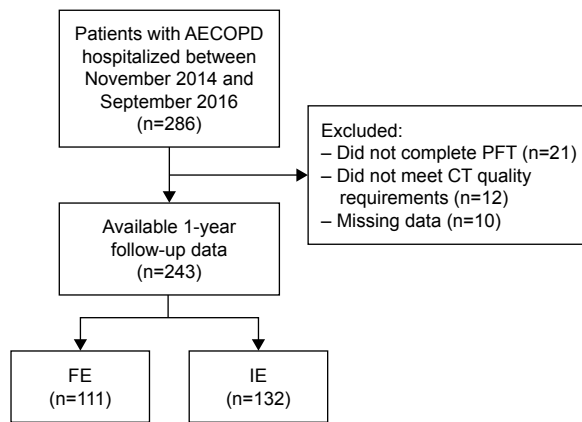 Patients with AECOPD
hospitalized between
November 2014 and
September 2016
(n=286)
Excluded:
– Did not complete PFT (n=21)
– Did not meet CT quality
requirements (n=12)
– Missing data (n=10)
Available 1-year
follow-up data
(n=243)
FE
(n=111)
IE
(n=132)